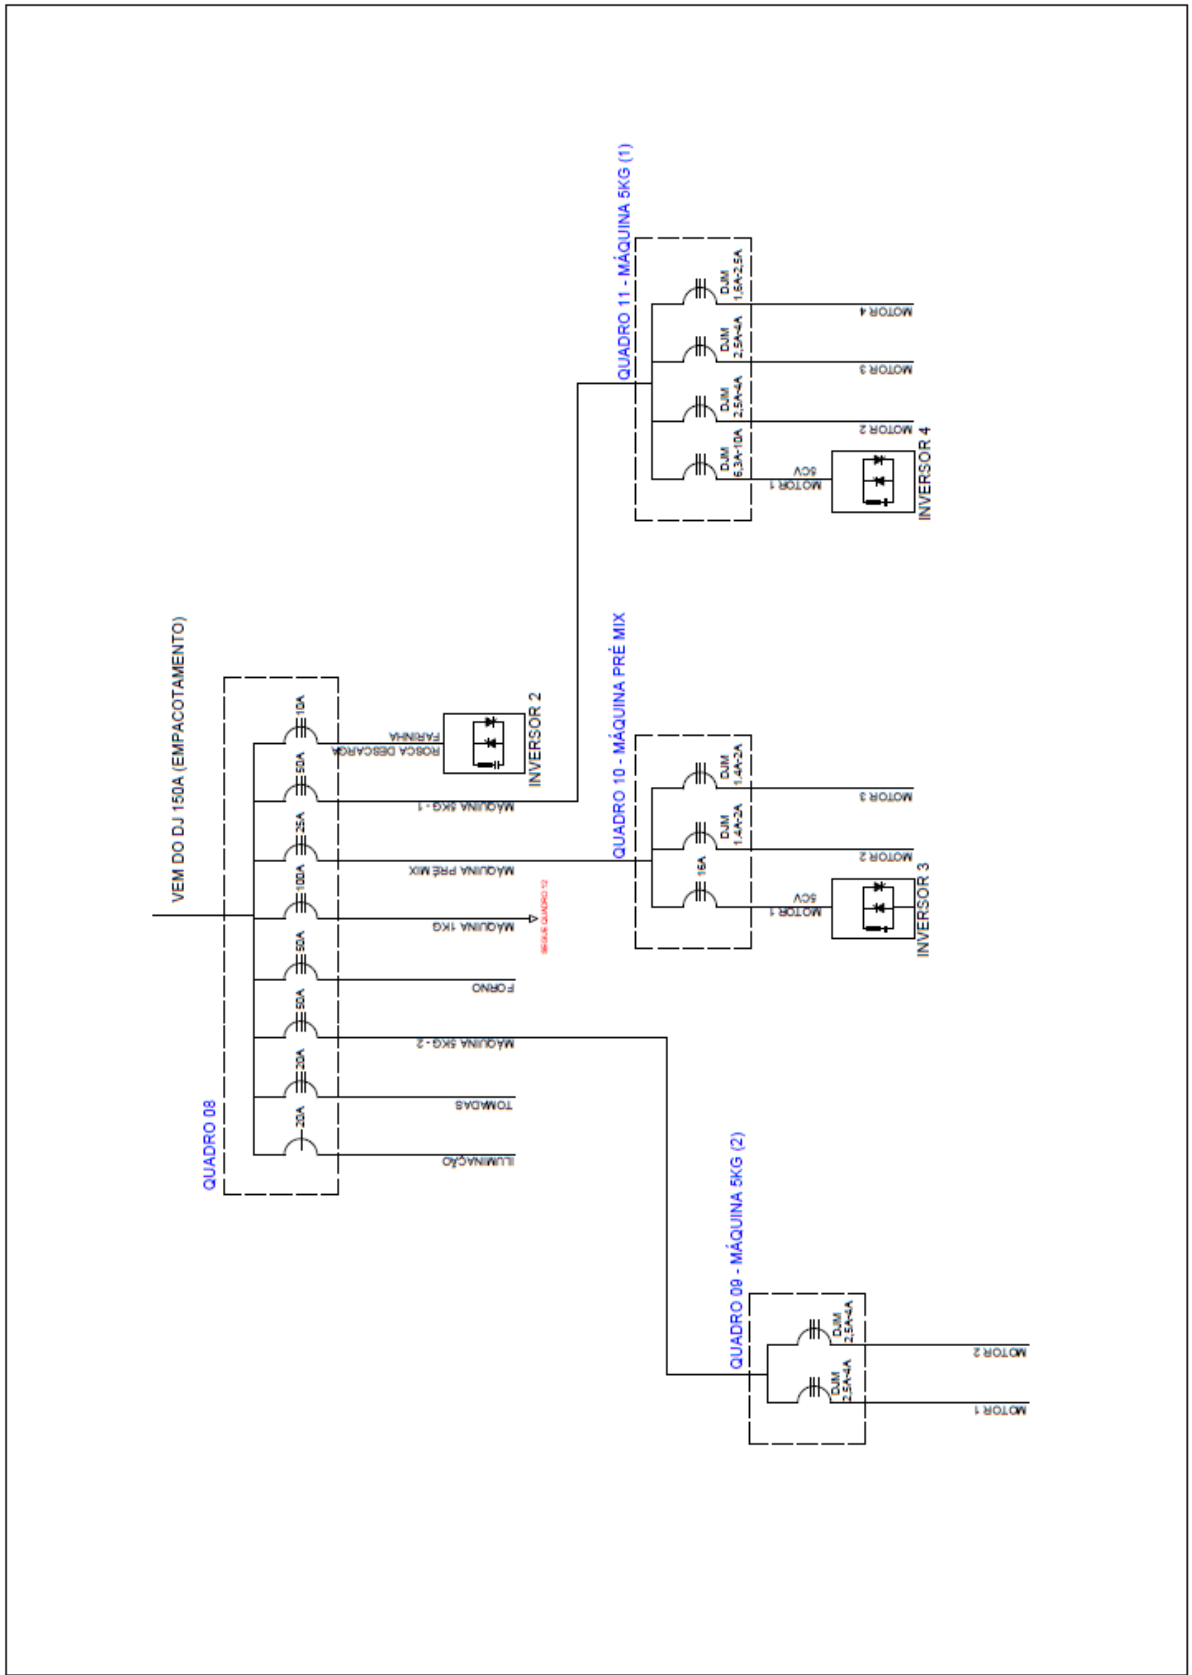 VEM DO DJ 150A (EMPACOTAMENTO)
QUADRO 08
20A
20A
50A
50A
100A
25A
50A
10A
ILUMINAÇÃO
TOMADAS
MÁQUINA 5KG - 2
FORNO
MÁQUINA 1KG
SEGUE QUADRO 12
MÁQUINA PRÉ MIX
MÁQUINA 5KG - 1
ROSCA DESCARGA
FARINHA
INVERSOR 2
QUADRO 09 - MÁQUINA 5KG (2)
DJM
2,5A-4A
DJM
2,5A-4A
MOTOR 1
MOTOR 2
QUADRO 10 - MÁQUINA PRÉ MIX
16A
DJM
1.4A-2A
DJM
1.4A-2A
MOTOR 1
5CV
MOTOR 2
MOTOR 3
INVERSOR 3
QUADRO 11 - MÁQUINA 5KG (1)
DJM
6,3A-10A
DJM
2,5A-4A
DJM
2,5A-4A
DJM
1,6A-2,5A
MOTOR 1
5CV
MOTOR 2
MOTOR 3
MOTOR 4
INVERSOR 4